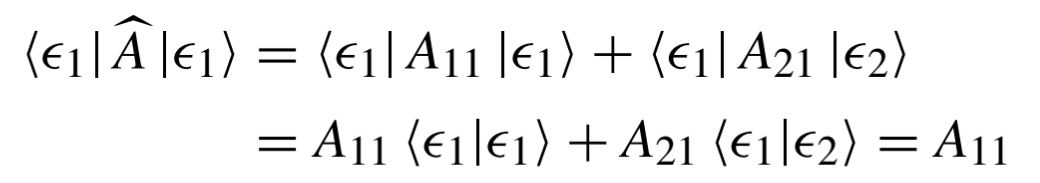 ⟨ϵ₁| Â |ϵ₁⟩ = ⟨ϵ₁| A₁₁ |ϵ₁⟩ + ⟨ϵ₁| A₂₁ |ϵ₂⟩
= A₁₁ ⟨ϵ₁|ϵ₁⟩ + A₂₁ ⟨ϵ₁|ϵ₂⟩ = A₁₁